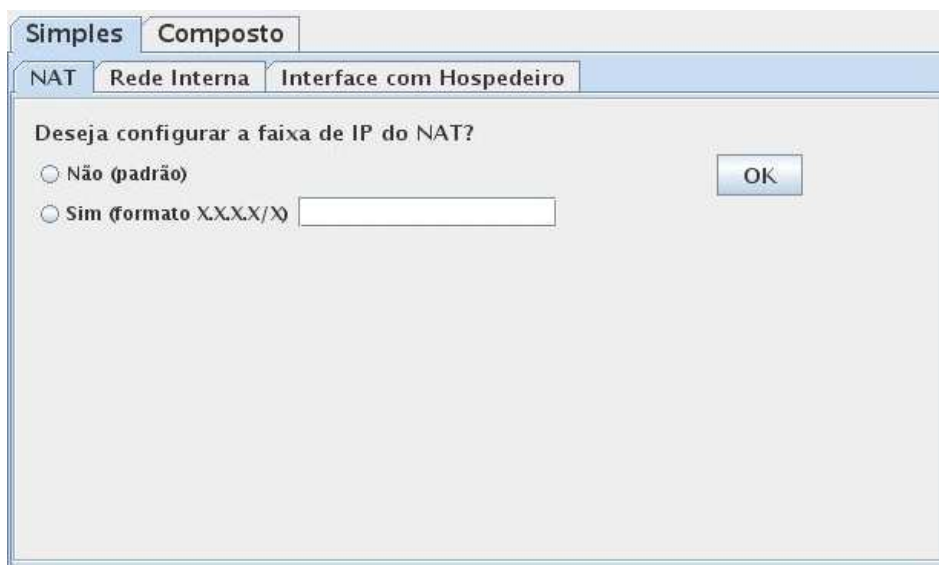 Simples Composto
NAT Rede Interna Interface com Hospedeiro
Deseja configurar a faixa de IP do NAT?
Não (padrão)
OK
Sim (formato X.X.X.X/X)